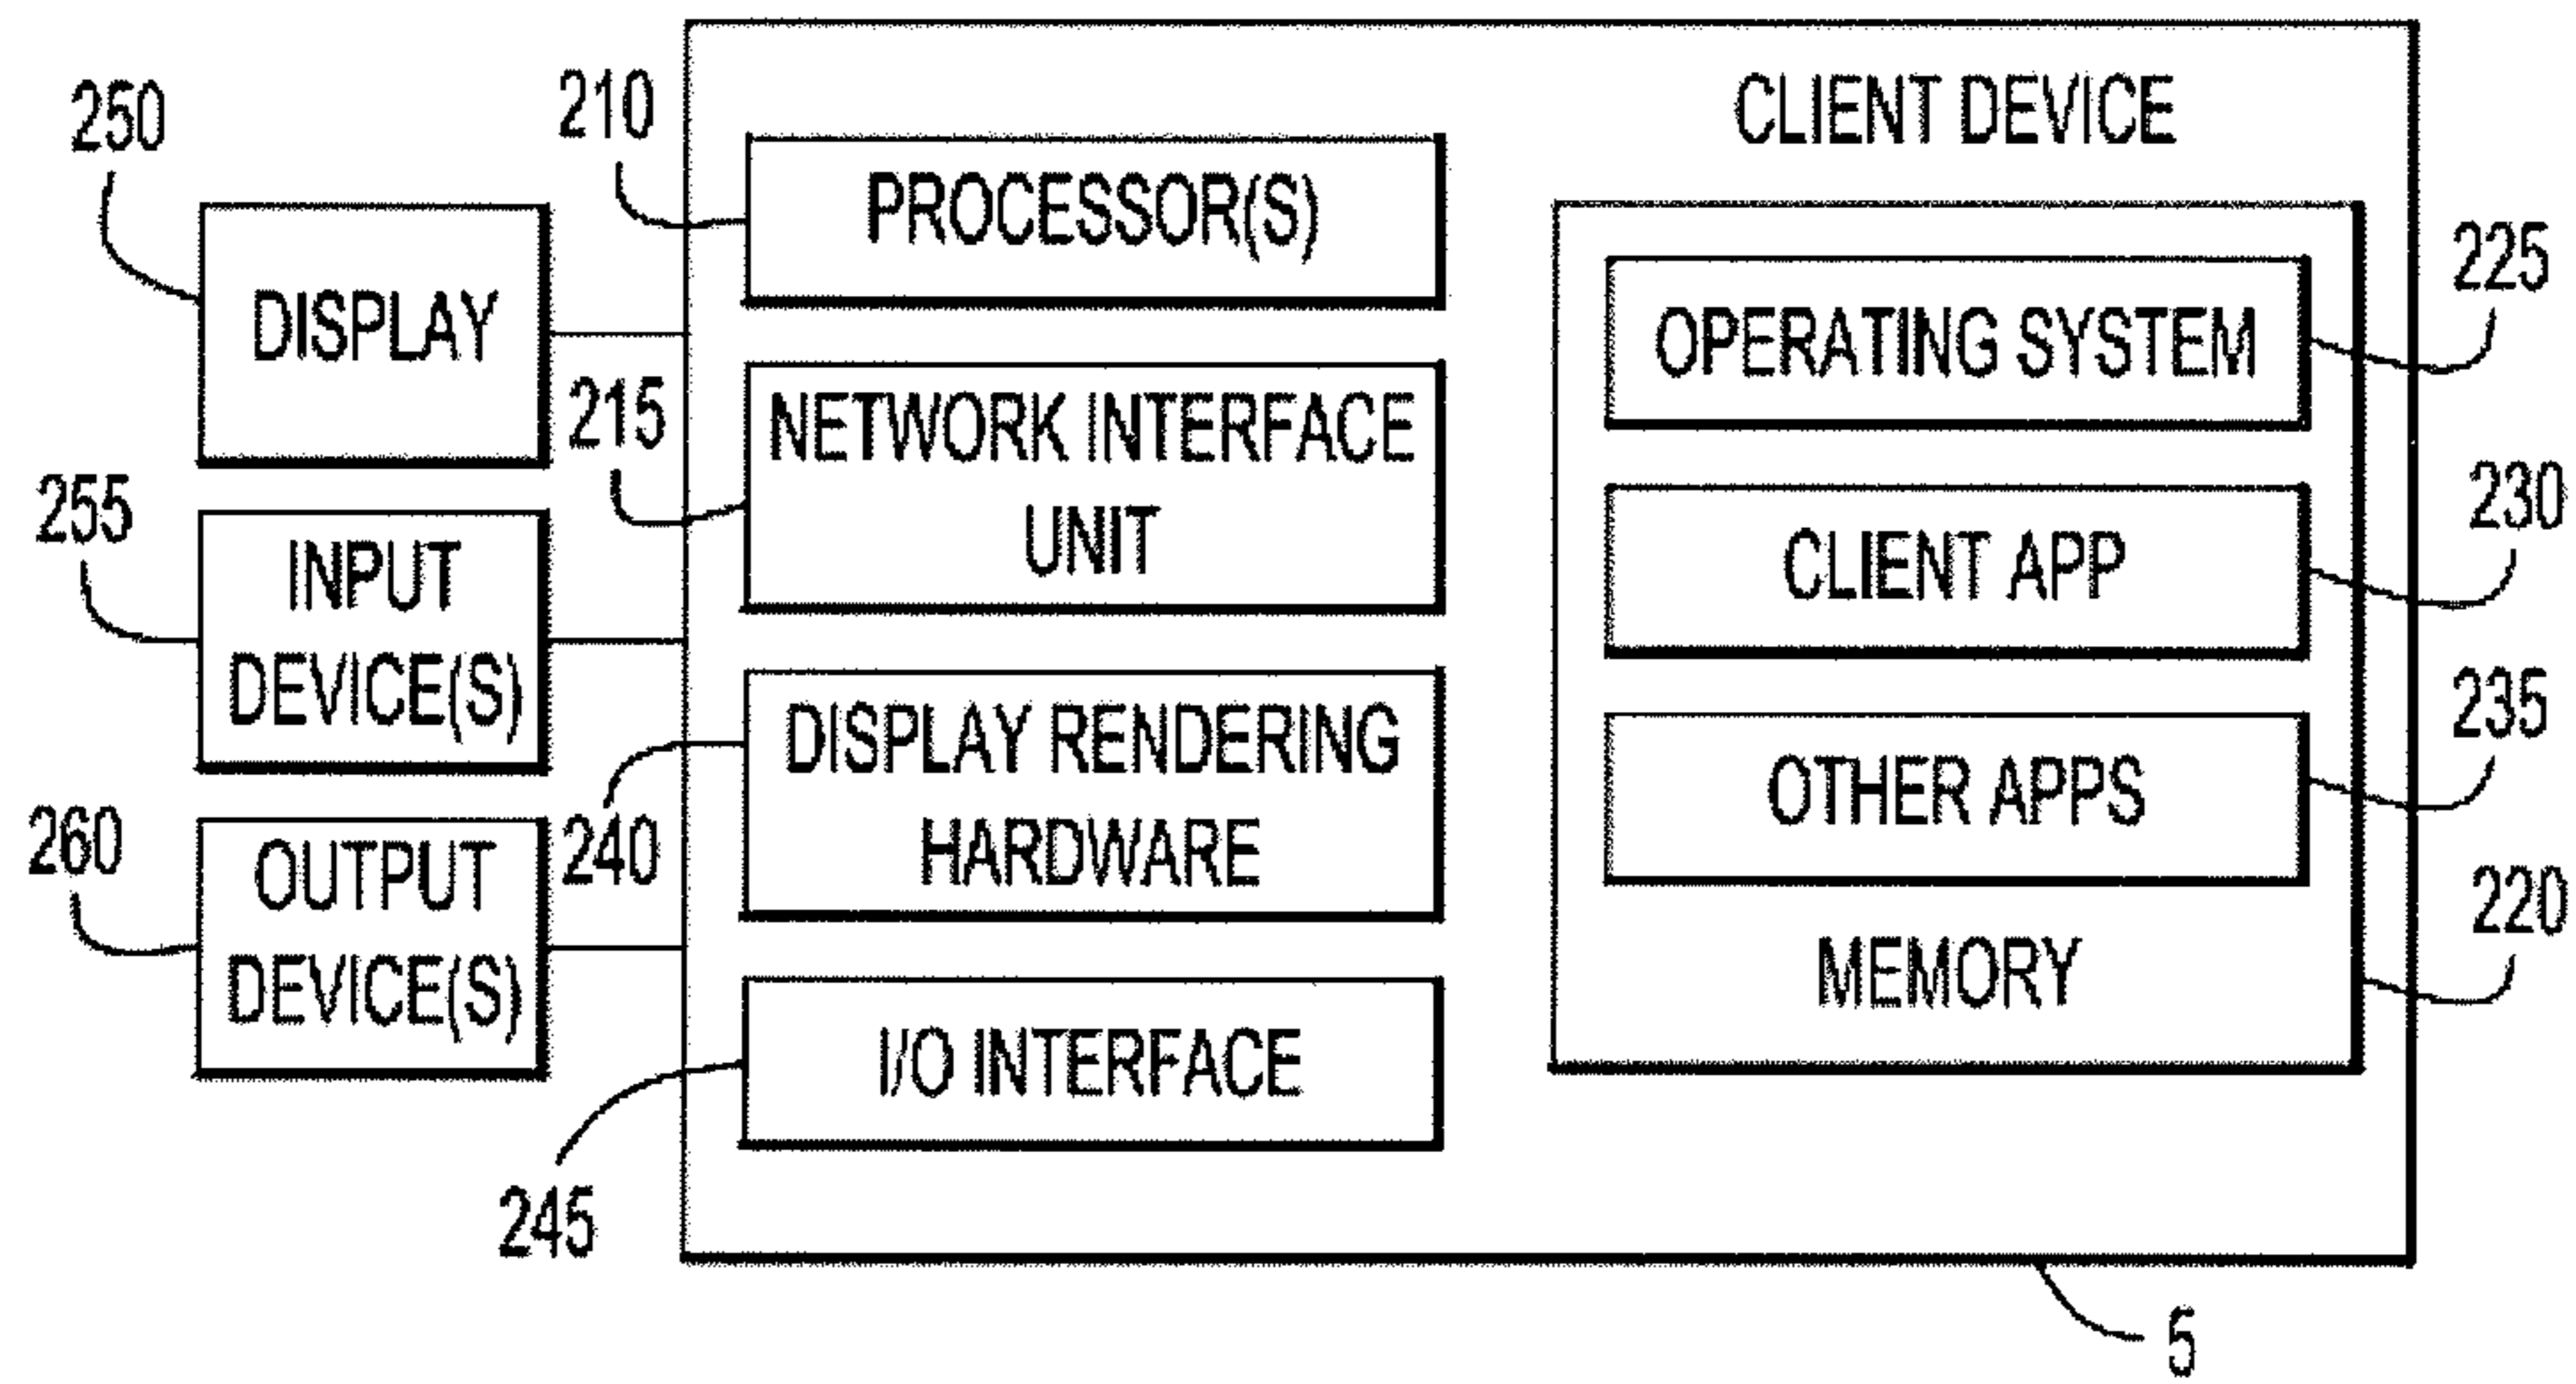 250
DISPLAY
255
INPUT
DEVICE(S)
260
OUTPUT
DEVICE(S)
CLIENT DEVICE
210
PROCESSOR(S)
215
NETWORK INTERFACE
UNIT
240
DISPLAY RENDERING
HARDWARE
245
I/O INTERFACE
225
OPERATING SYSTEM
230
CLIENT APP
235
OTHER APPS
220
MEMORY
5